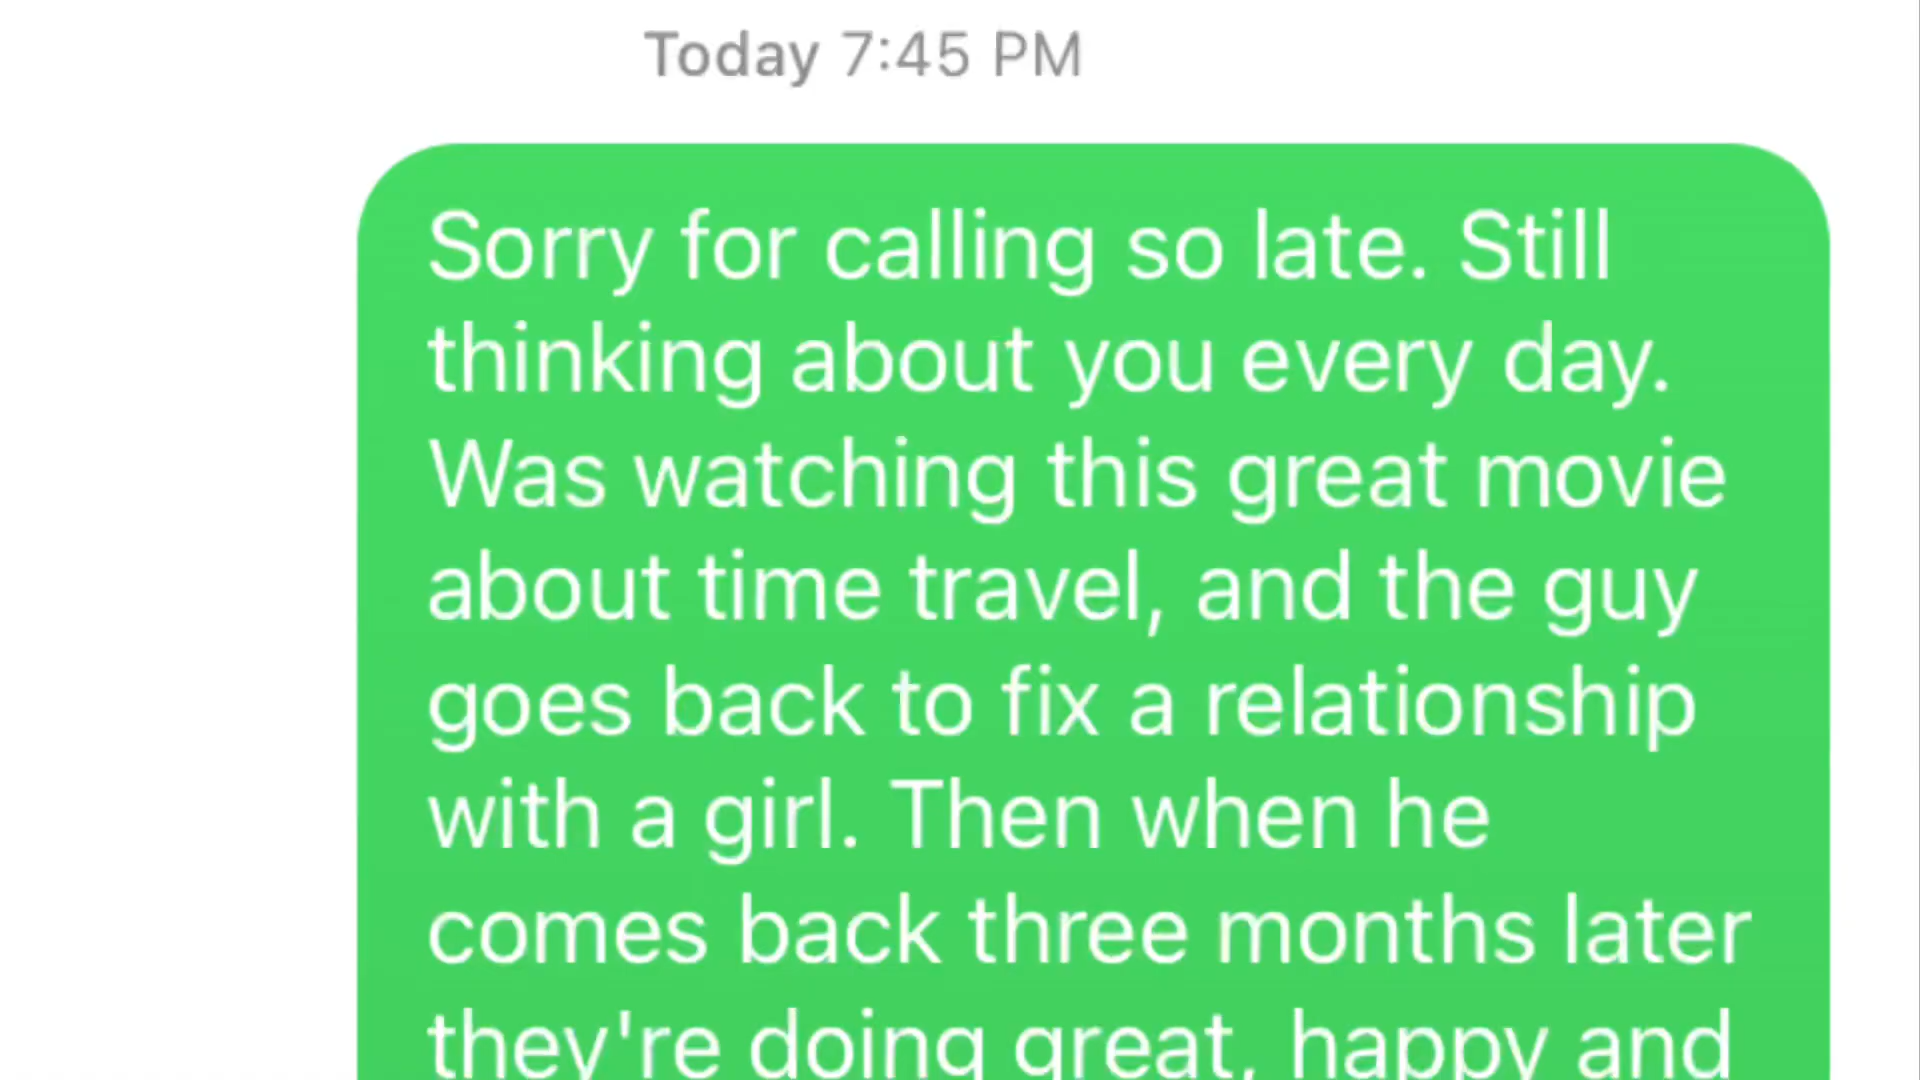 Today 7:45 PM
Sorry for calling so late. Still
thinking about you every day.
Was watching this great movie
about time travel, and the guy
goes back to fix a relationship
with a girl. Then when he
comes back three months later
they're doing great, happy and